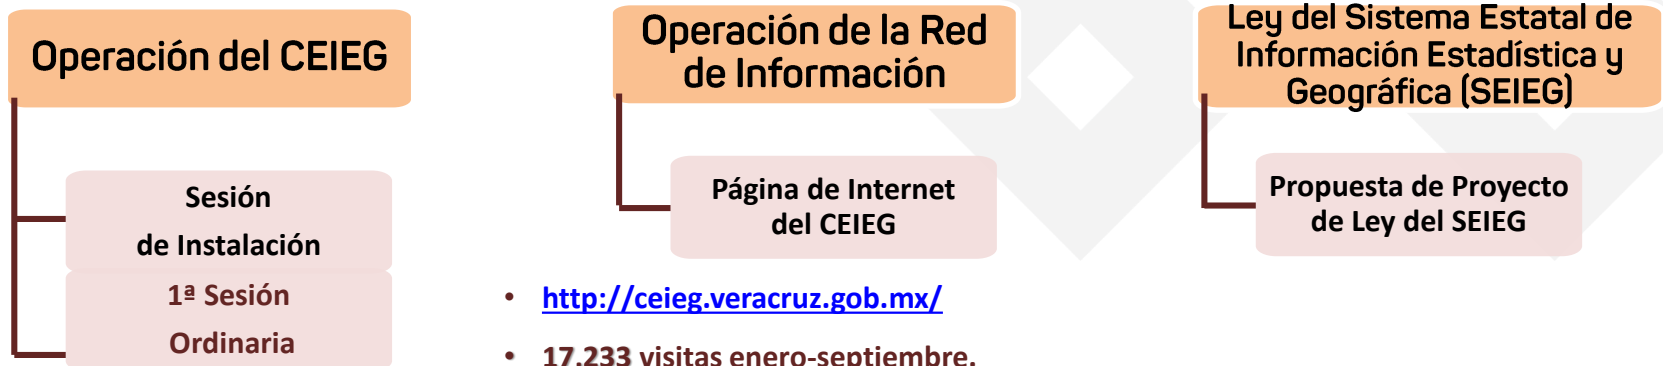 Operación del CEIEG
Sesión
de Instalación
1ª Sesión
Ordinaria
Operación de la Red
de Información
Página de Internet
del CEIEG
• http://ceieg.veracruz.gob.mx/
• 17,233 visitas enero-septiembre.
Ley del Sistema Estatal de
Información Estadística y
Geográfica (SEIEG)
Propuesta de Proyecto
de Ley del SEIEG